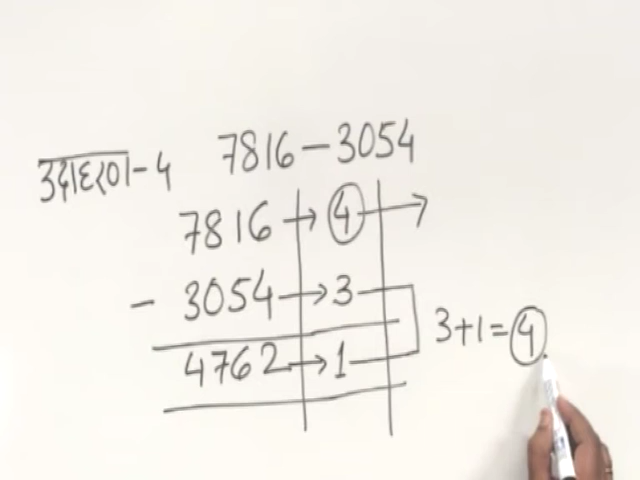 उदाहरण-4 7816-3054
7816 → 4 →
- 3054 → 3
3+1=4
4762 → 1